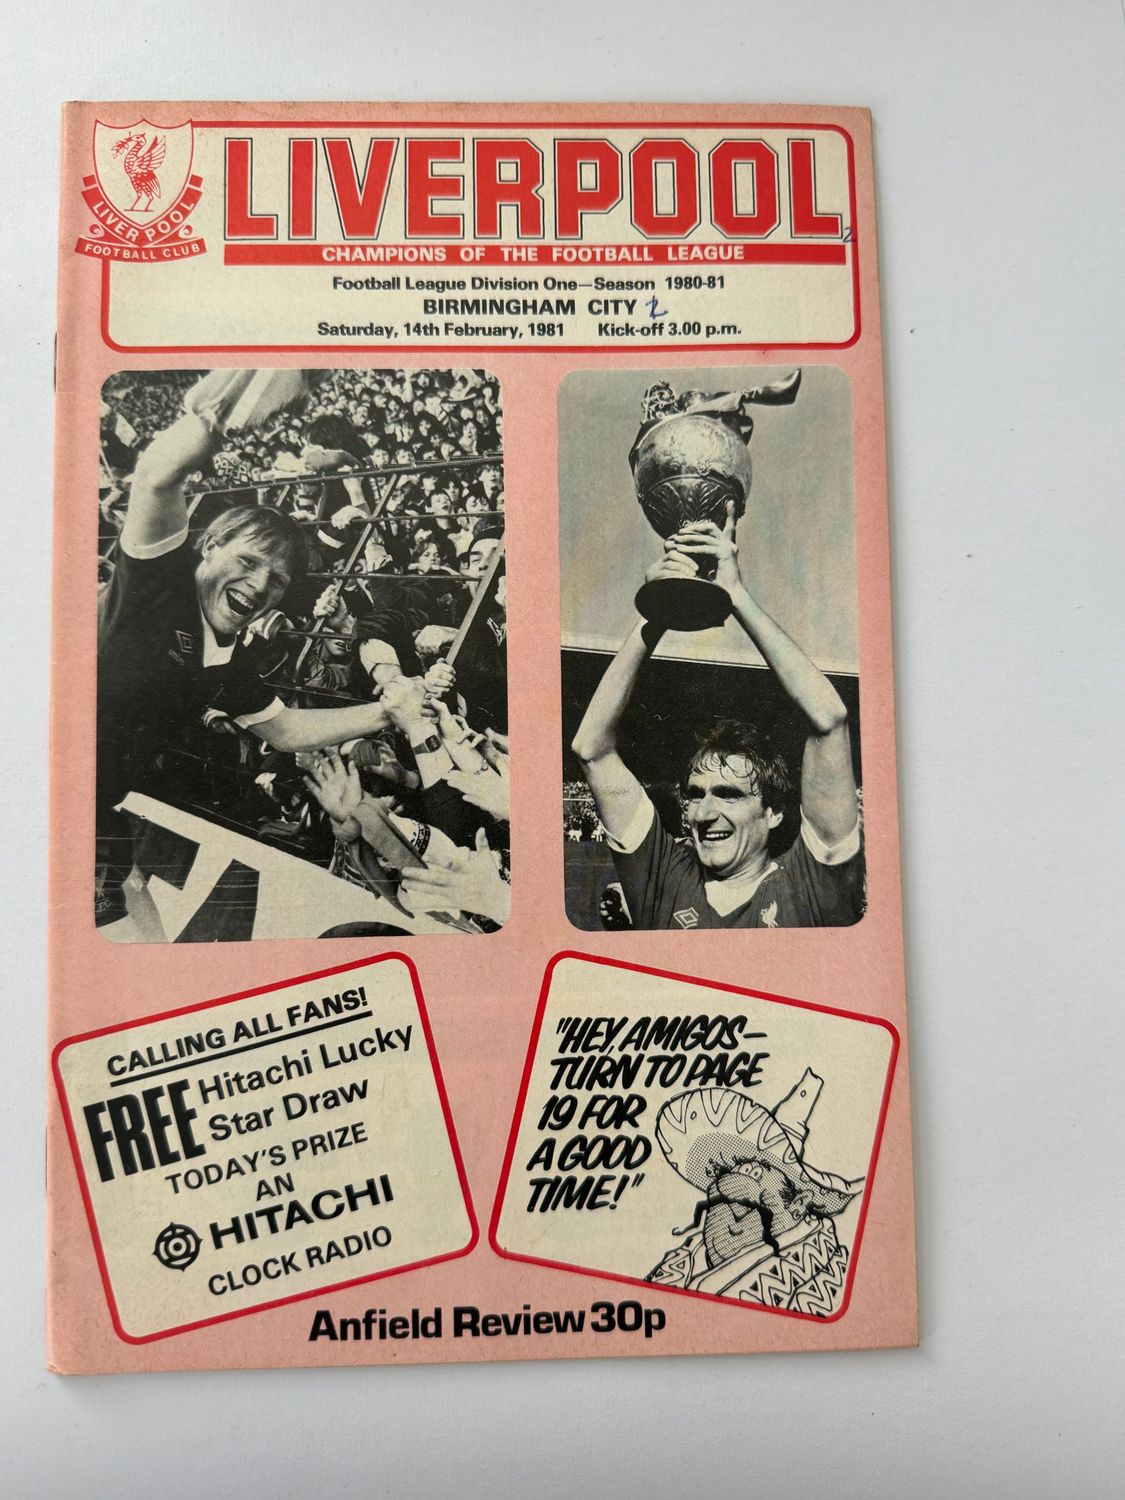 LIVERPOOL
FOOTBALL CLUB
LIVERPOOL 2
CHAMPIONS OF THE FOOTBALL LEAGUE
Football League Division One—Season 1980-81
BIRMINGHAM CITY 2
Saturday, 14th February, 1981 Kick-off 3.00 p.m.
umbro
CALLING ALL FANS!
FREE Hitachi Lucky
Star Draw
TODAY'S PRIZE
AN
HITACHI
CLOCK RADIO
"HEY, AMIGOS—
TURN TO PAGE
19 FOR
A GOOD
TIME!"
Anfield Review 30p